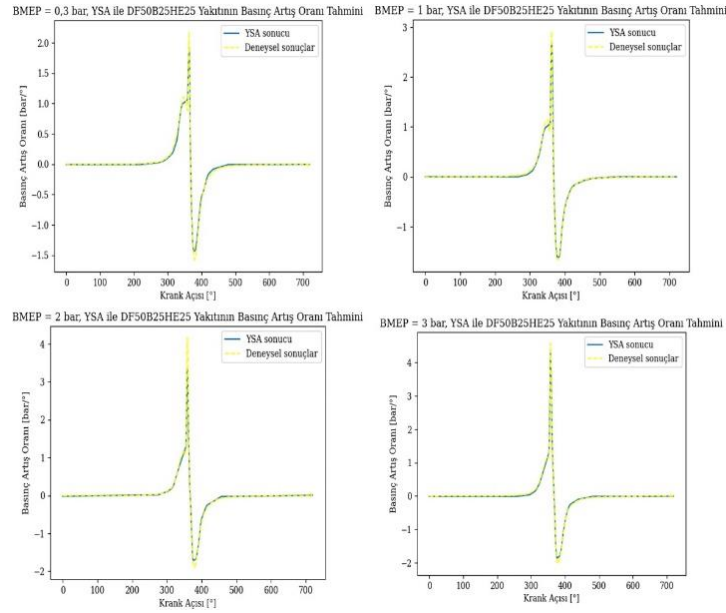 BMEP = 0,3 bar, YSA ile DF50B25HE25 Yakıtının Basınç Artış Oranı Tahmini
YSA sonucu
Deneysel sonuçlar
Basınç Artış Oranı [bar/°]
2.0
1.5
1.0
0.5
0.0
−0.5
−1.0
−1.5
0 100 200 300 400 500 600 700
Krank Açısı [°]
BMEP = 1 bar, YSA ile DF50B25HE25 Yakıtının Basınç Artış Oranı Tahmini
YSA sonucu
Deneysel sonuçlar
Basınç Artış Oranı [bar/°]
3
2
1
0
−1
0 100 200 300 400 500 600 700
Krank Açısı [°]
BMEP = 2 bar, YSA ile DF50B25HE25 Yakıtının Basınç Artış Oranı Tahmini
YSA sonucu
Deneysel sonuçlar
Basınç Artış Oranı [bar/°]
4
3
2
1
0
−1
−2
0 100 200 300 400 500 600 700
Krank Açısı [°]
BMEP = 3 bar, YSA ile DF50B25HE25 Yakıtının Basınç Artış Oranı Tahmini
YSA sonucu
Deneysel sonuçlar
Basınç Artış Oranı [bar/°]
4
3
2
1
0
−1
−2
0 100 200 300 400 500 600 700
Krank Açısı [°]